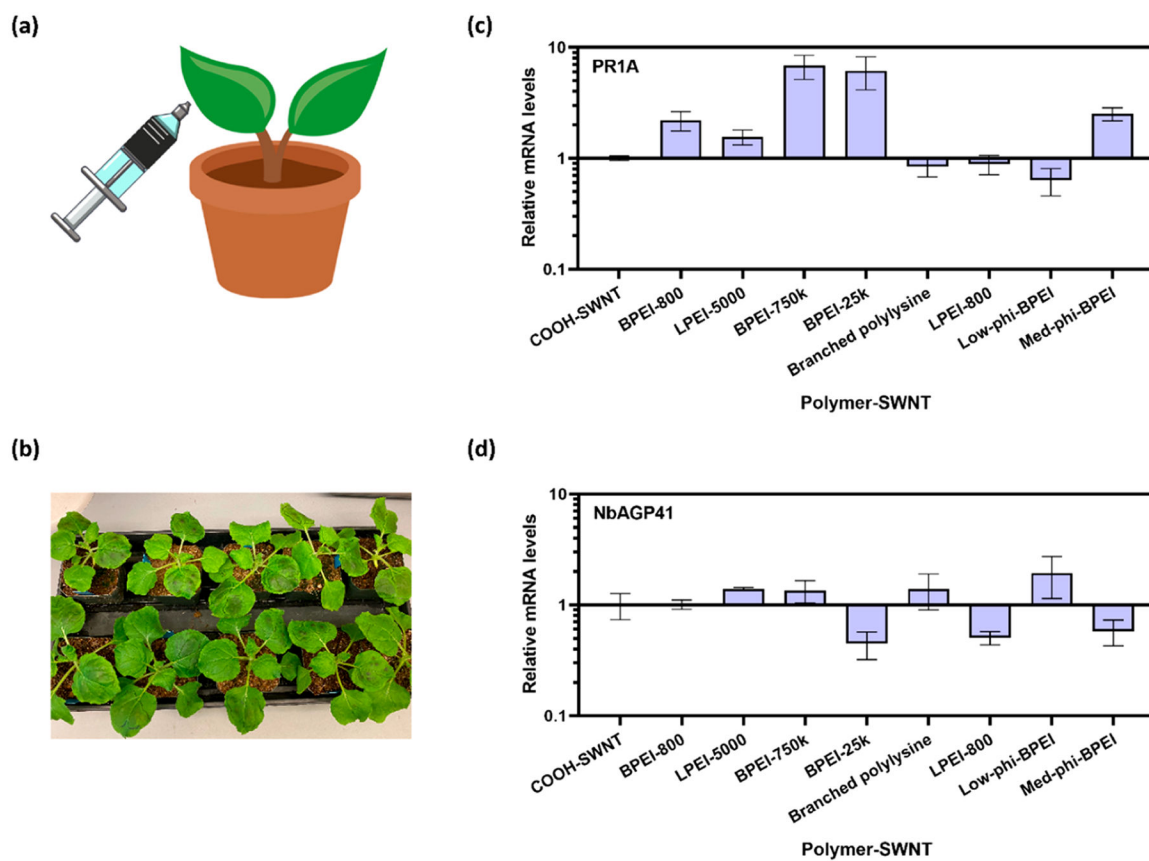 (a)
(c)
PR1A
Relative mRNA levels
10
1
0.1
COOH-SWNT
BPEI-800
LPEI-5000
BPEI-750k
BPEI-25k
Branched polylysine
LPEI-800
Low-phi-BPEI
Med-phi-BPEI
Polymer-SWNT
(b)
(d)
NbAGP41
Relative mRNA levels
10
1
0.1
COOH-SWNT
BPEI-800
LPEI-5000
BPEI-750k
BPEI-25k
Branched polylysine
LPEI-800
Low-phi-BPEI
Med-phi-BPEI
Polymer-SWNT